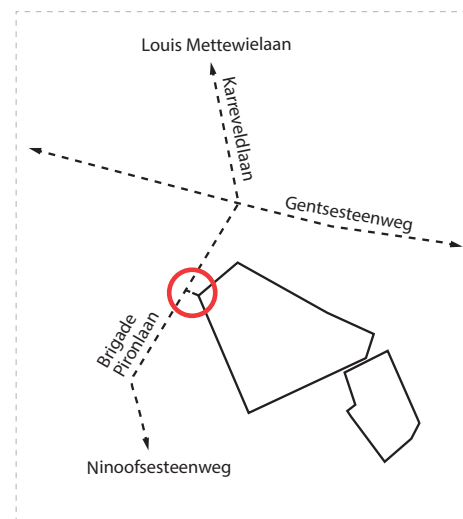 Louis Mettewielaan
Karreveldlaan
Gentsesteenweg
Brigade
Pironlaan
Ninoofsesteenweg